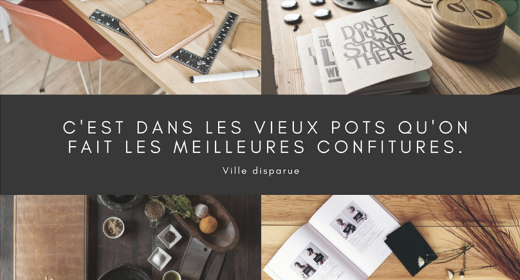 DON'T
JUST
STAND
THERE
C'EST DANS LES VIEUX POTS QU'ON
FAIT LES MEILLEURES CONFITURES.
Ville disparue